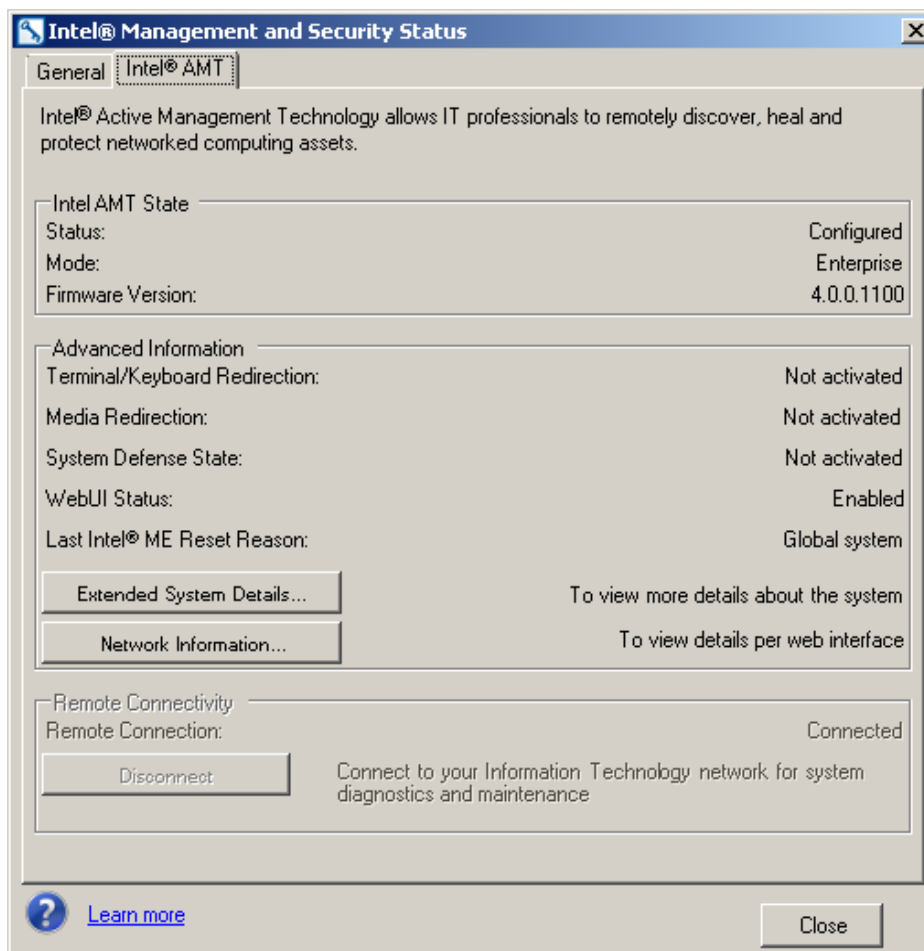 Intel® Management and Security Status
General Intel® AMT
Intel® Active Management Technology allows IT professionals to remotely discover, heal and
protect networked computing assets.
Intel AMT State
Status: Configured
Mode: Enterprise
Firmware Version: 4.0.0.1100
Advanced Information
Terminal/Keyboard Redirection: Not activated
Media Redirection: Not activated
System Defense State: Not activated
WebUI Status: Enabled
Last Intel® ME Reset Reason: Global system
Extended System Details... To view more details about the system
Network Information... To view details per web interface
Remote Connectivity
Remote Connection: Connected
Disconnect Connect to your Information Technology network for system
diagnostics and maintenance
Learn more
Close